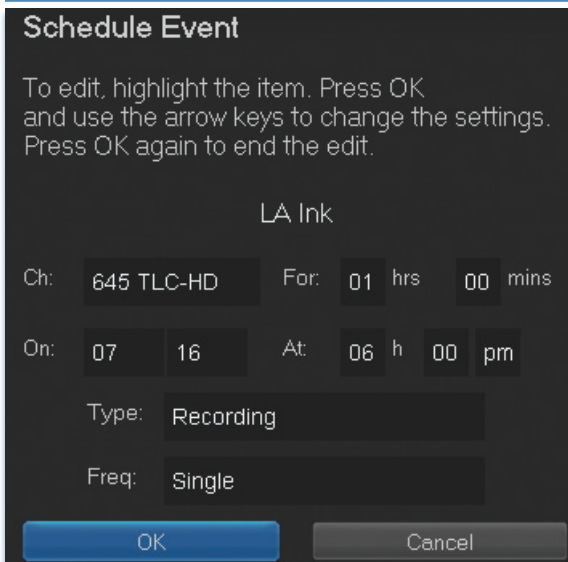 Schedule Event
To edit, highlight the item. Press OK
and use the arrow keys to change the settings.
Press OK again to end the edit.
LA Ink
Ch: 645 TLC-HD For: 01 hrs 00 mins
On: 07 16 At: 06 h 00 pm
Type: Recording
Freq: Single
OK Cancel